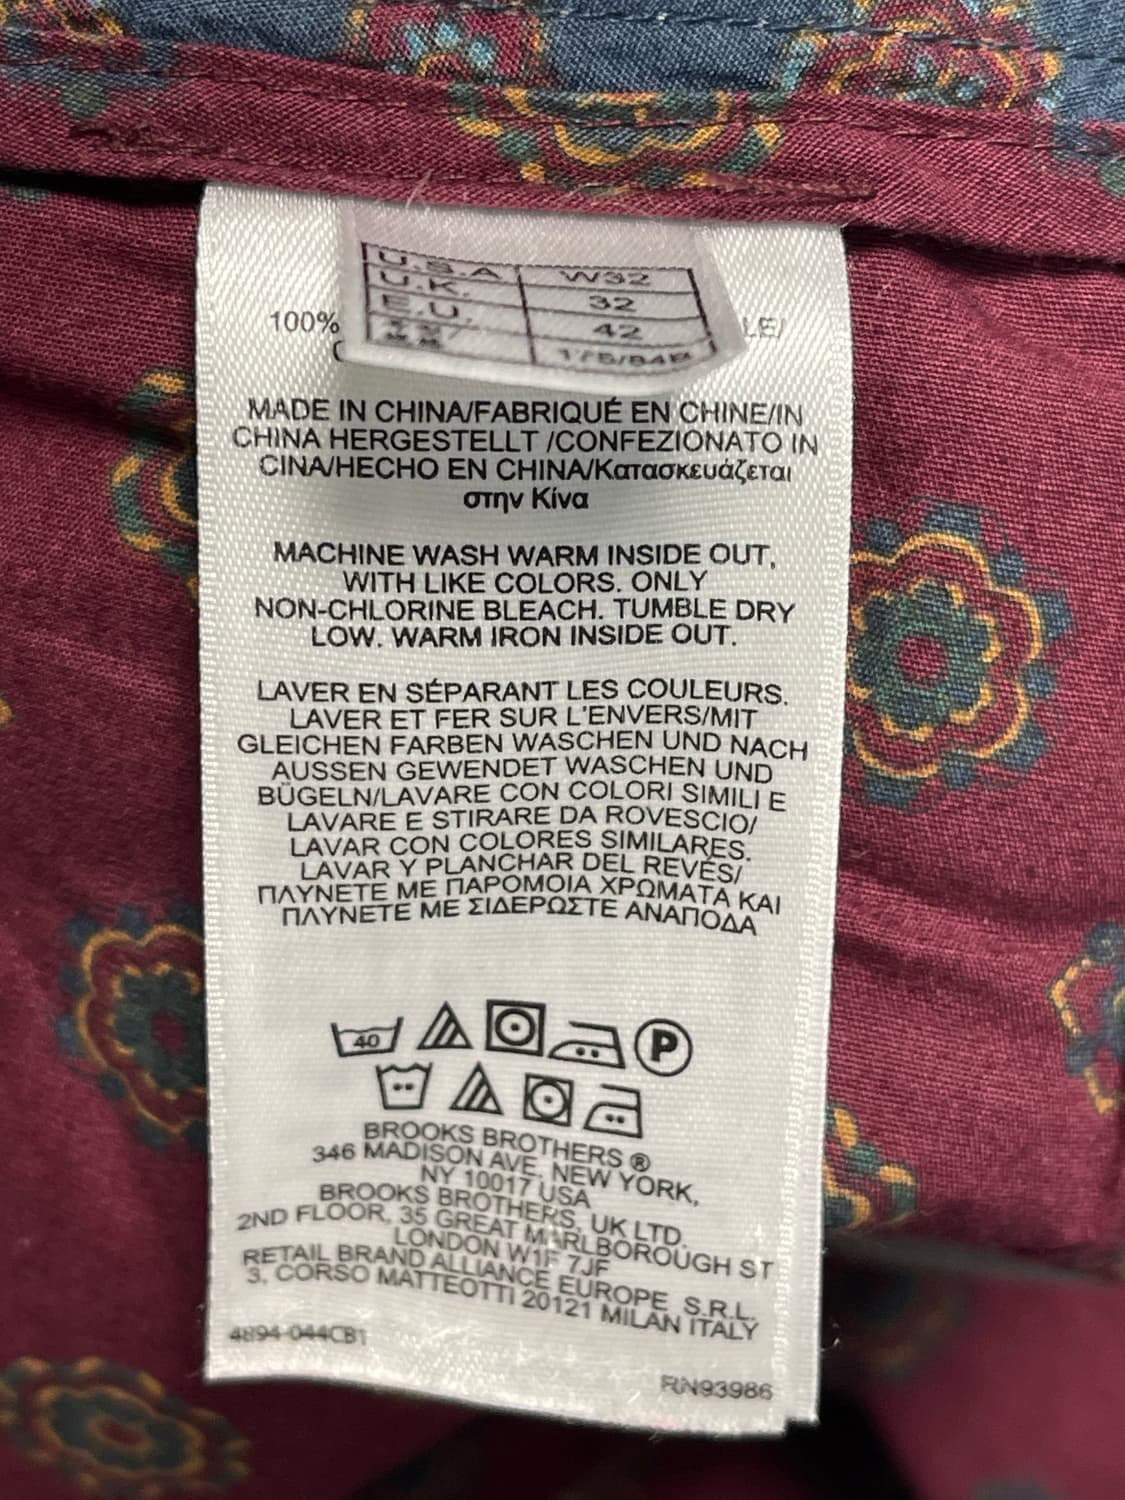 U.S.A W32
U.K. 32
E.U. 42
175/84B
100%
LE/
MADE IN CHINA/FABRIQUÉ EN CHINE/IN
CHINA HERGESTELLT /CONFEZIONATO IN
CINA/HECHO EN CHINA/Κατασκευάζεται
στην Κίνα
MACHINE WASH WARM INSIDE OUT,
WITH LIKE COLORS. ONLY
NON-CHLORINE BLEACH. TUMBLE DRY
LOW. WARM IRON INSIDE OUT.
LAVER EN SÉPARANT LES COULEURS.
LAVER ET FER SUR L'ENVERS/MIT
GLEICHEN FARBEN WASCHEN UND NACH
AUSSEN GEWENDET WASCHEN UND
BÜGELN/LAVARE CON COLORI SIMILI E
LAVARE E STIRARE DA ROVESCIO/
LAVAR CON COLORES SIMILARES.
LAVAR Y PLANCHAR DEL REVÉS/
ΠΛΥΝΕΤΕ ΜΕ ΠΑΡΟΜΟΙΑ ΧΡΩΜΑΤΑ ΚΑΙ
ΠΛΥΝΕΤΕ ΜΕ ΣΙΔΕΡΩΣΤΕ ΑΝΑΠΟΔΑ
40 P
BROOKS BROTHERS ®
346 MADISON AVE, NEW YORK,
NY 10017 USA
BROOKS BROTHERS, UK LTD.
2ND FLOOR, 35 GREAT MARLBOROUGH ST
LONDON W1F 7JF
RETAIL BRAND ALLIANCE EUROPE S.R.L.
3, CORSO MATTEOTTI 20121 MILAN ITALY
4894-044CB1
RN93986